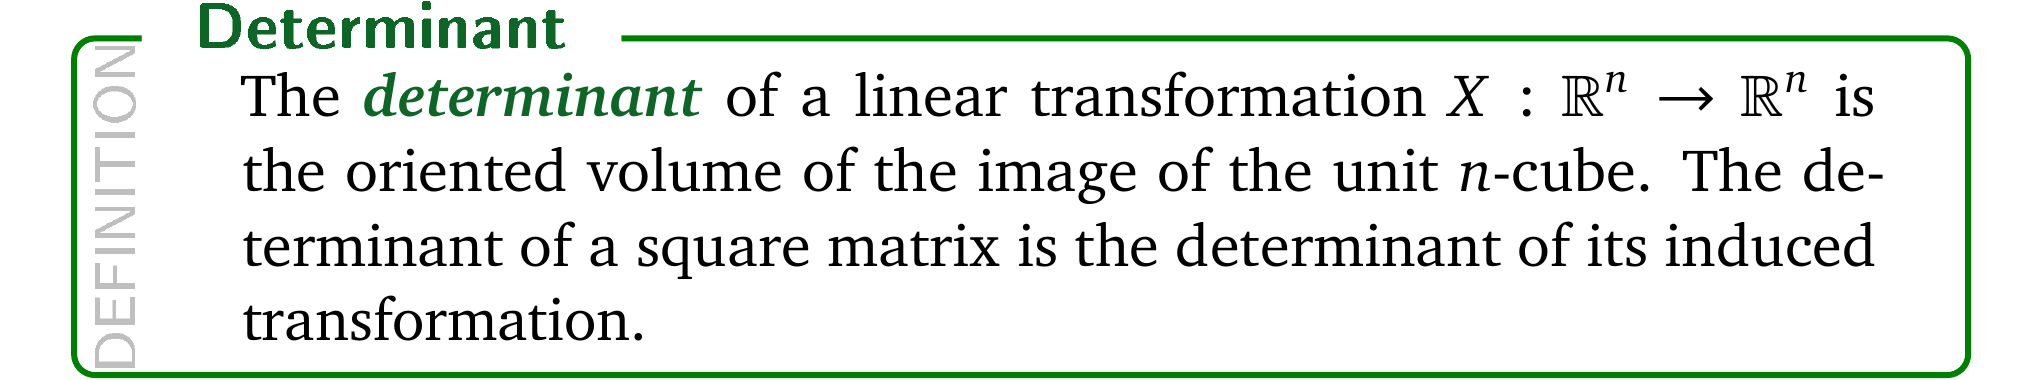 Determinant
DEFINITION
The determinant of a linear transformation X : ℝⁿ → ℝⁿ is
the oriented volume of the image of the unit n-cube. The de-
terminant of a square matrix is the determinant of its induced
transformation.